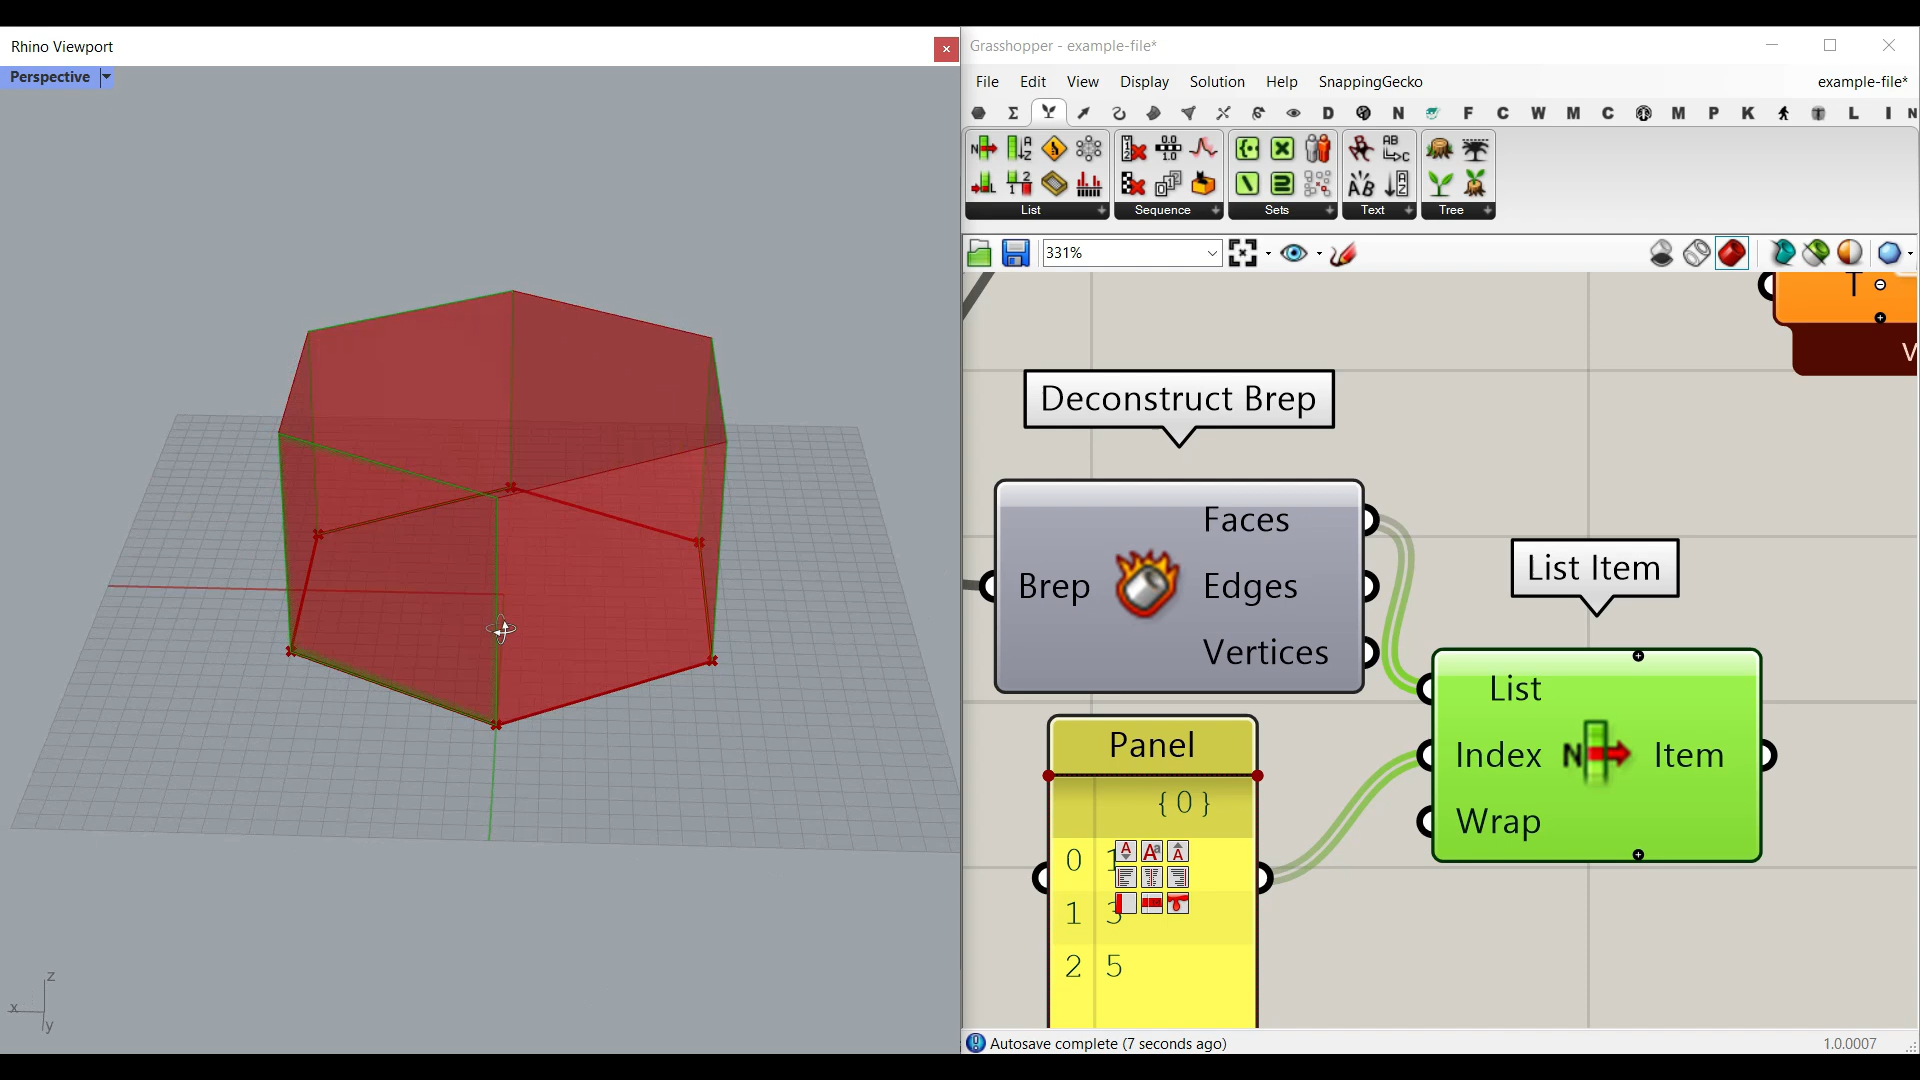 Rhino Viewport
Perspective
Grasshopper - example-file*
File Edit View Display Solution Help SnappingGecko example-file*
D N F C W M C M P K L I N
List Sequence Sets Text Tree
331%
T
Deconstruct Brep
Faces
Brep Edges
Vertices
List Item
List
Index N Item
Wrap
Panel
{0}
0 1
1 3
2 5
z
x
y
Autosave complete (7 seconds ago)
1.0.0007